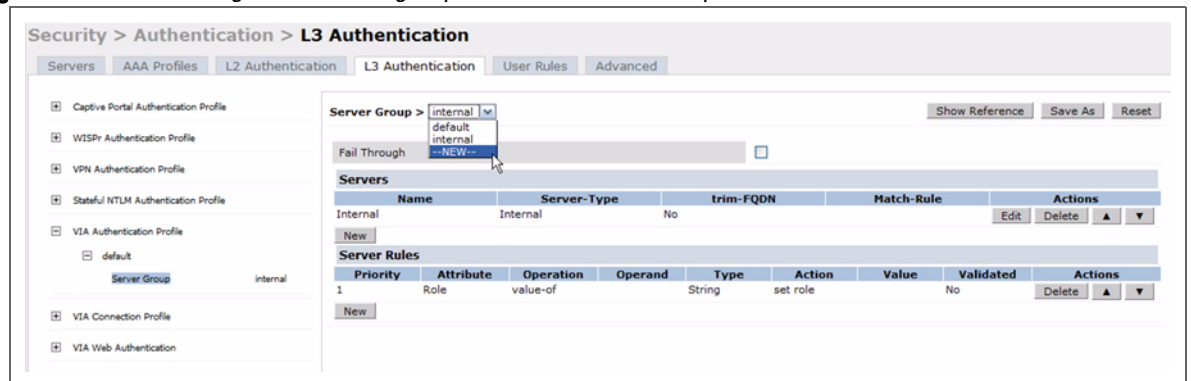 Security > Authentication > L3 Authentication
Servers AAA Profiles L2 Authentication L3 Authentication User Rules Advanced
Captive Portal Authentication Profile
WISPr Authentication Profile
VPN Authentication Profile
Stateful NTLM Authentication Profile
VIA Authentication Profile
default
Server Group internal
VIA Connection Profile
VIA Web Authentication
Server Group > internal Show Reference Save As Reset
default
internal
--NEW--
Fail Through
Servers
Name Server-Type trim-FQDN Match-Rule Actions
Internal Internal No Edit Delete
New
Server Rules
Priority Attribute Operation Operand Type Action Value Validated Actions
1 Role value-of String set role No Delete
New